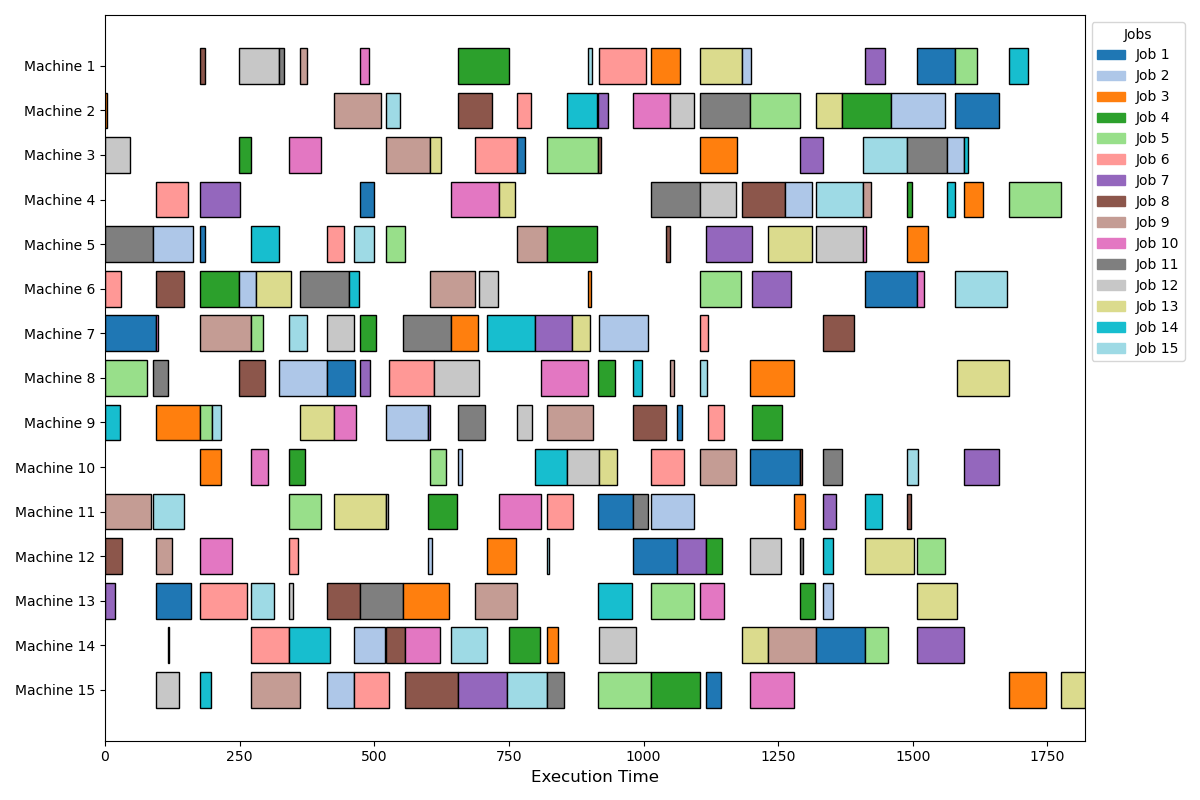 Machine 1
Machine 2
Machine 3
Machine 4
Machine 5
Machine 6
Machine 7
Machine 8
Machine 9
Machine 10
Machine 11
Machine 12
Machine 13
Machine 14
Machine 15
0 250 500 750 1000 1250 1500 1750
Execution Time
Jobs
Job 1
Job 2
Job 3
Job 4
Job 5
Job 6
Job 7
Job 8
Job 9
Job 10
Job 11
Job 12
Job 13
Job 14
Job 15